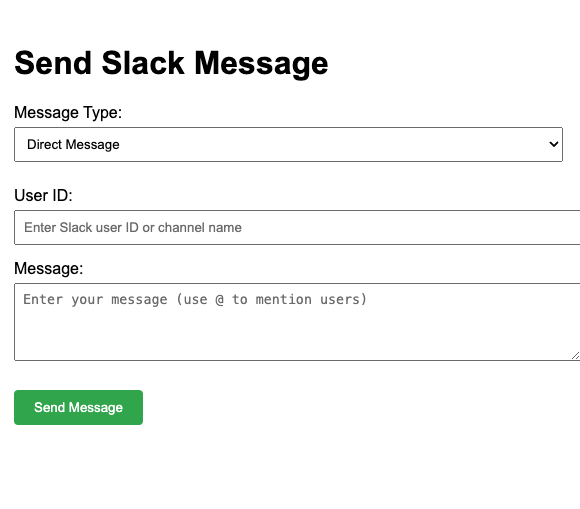 Send Slack Message
Message Type:
Direct Message
User ID:
Enter Slack user ID or channel name
Message:
Enter your message (use @ to mention users)
Send Message